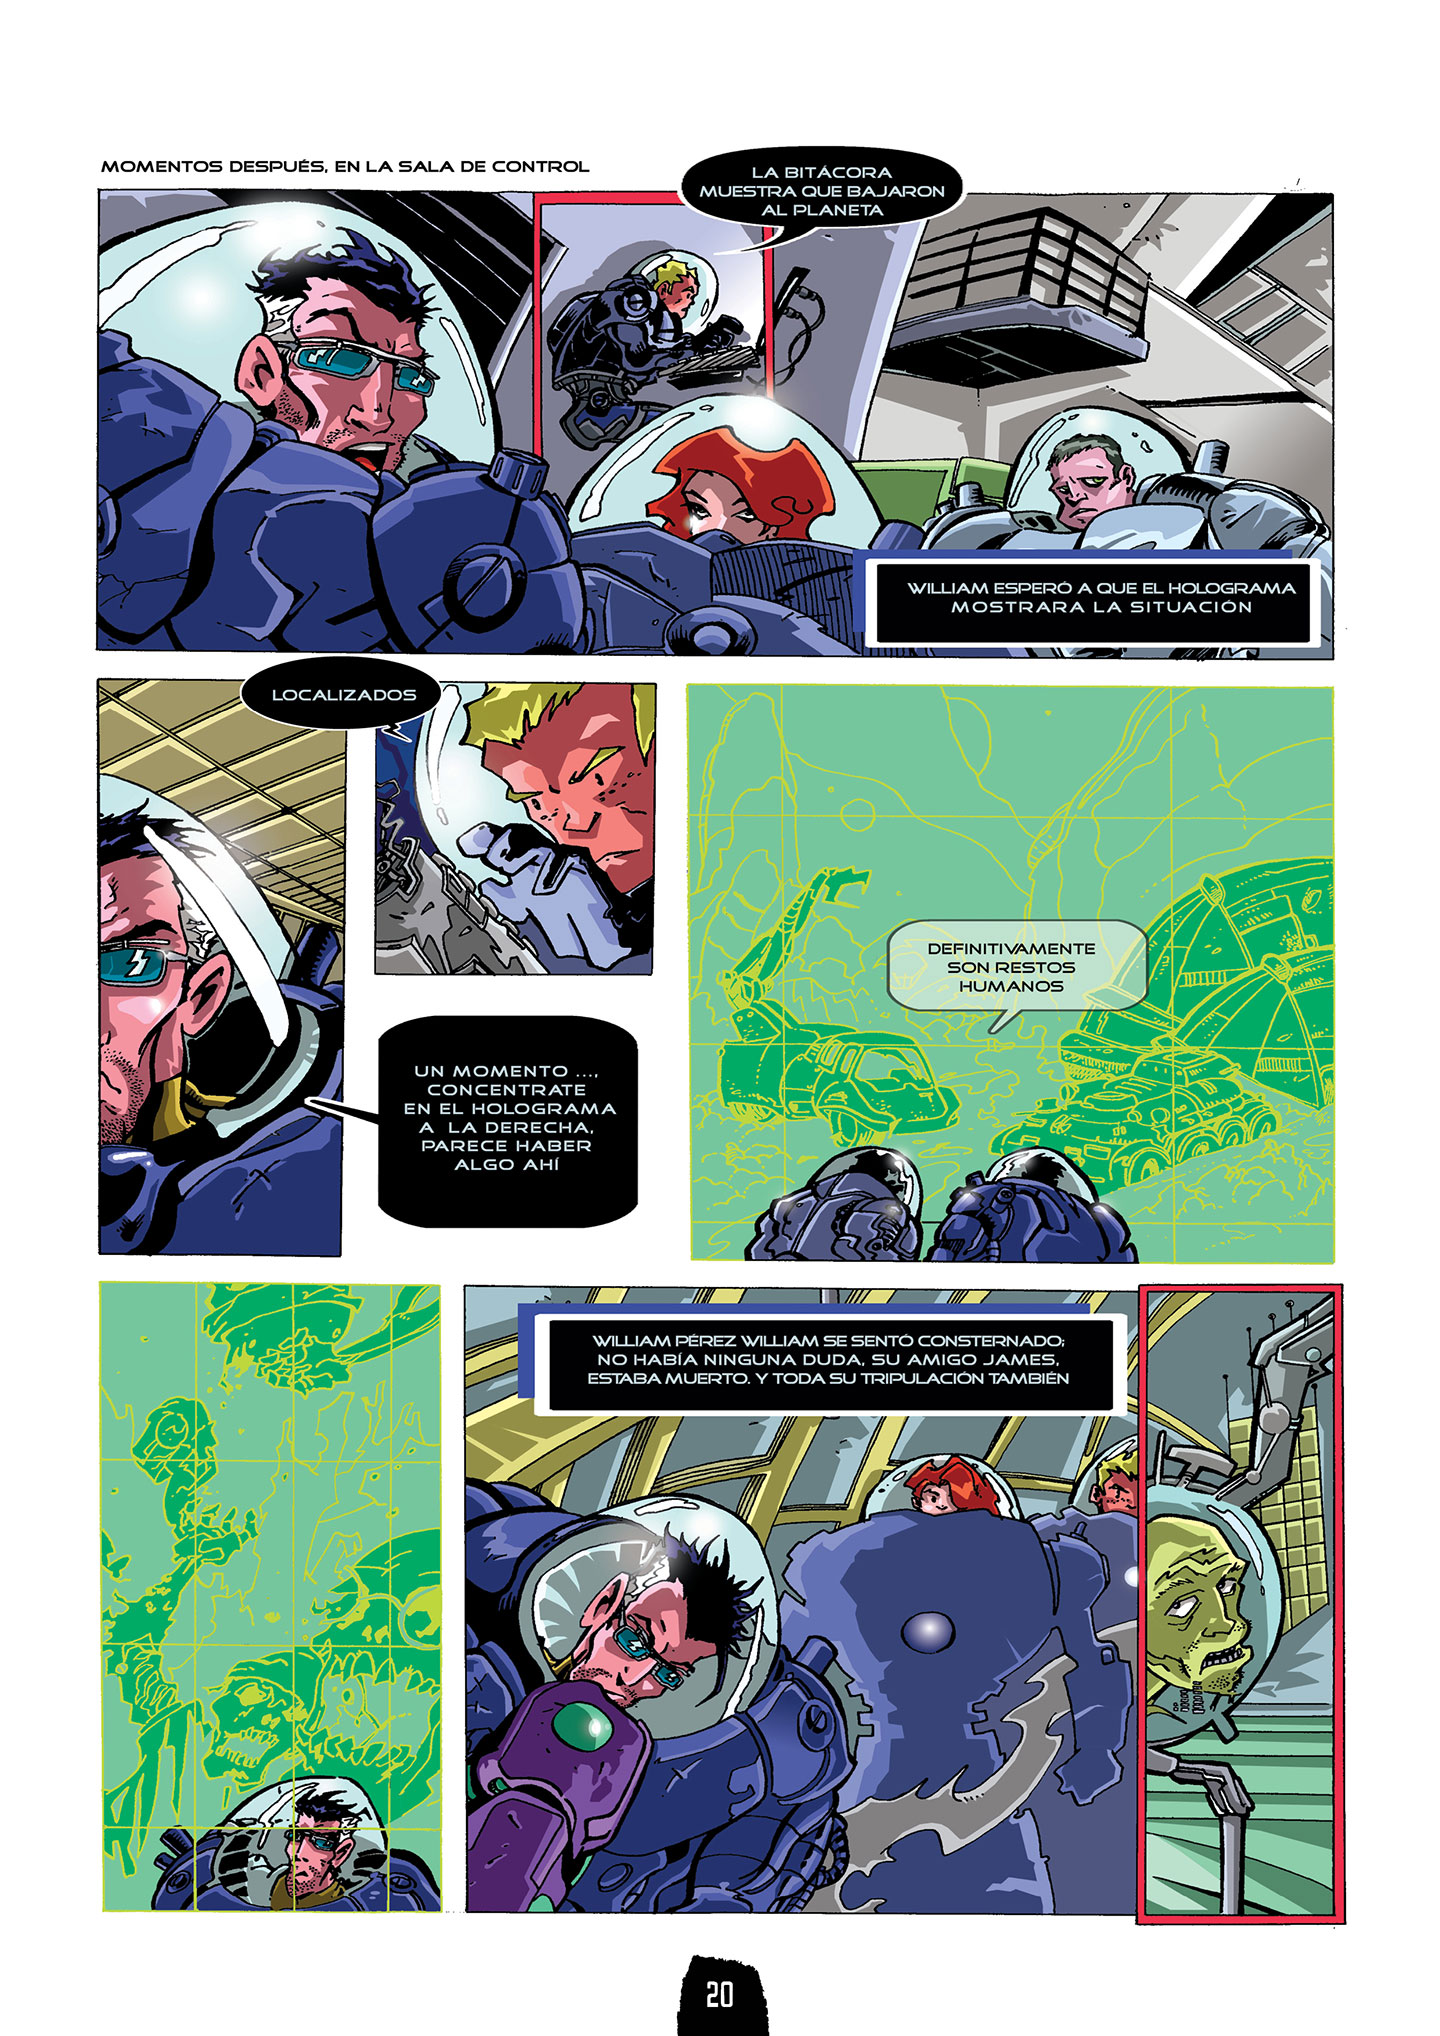 MOMENTOS DESPUÉS, EN LA SALA DE CONTROL
LA BITÁCORA
MUESTRA QUE BAJARON
AL PLANETA
WILLIAM ESPERÓ A QUE EL HOLOGRAMA
MOSTRARA LA SITUACIÓN
LOCALIZADOS
UN MOMENTO ...,
CONCENTRATE
EN EL HOLOGRAMA
A LA DERECHA,
PARECE HABER
ALGO AHÍ
DEFINITIVAMENTE
SON RESTOS
HUMANOS
WILLIAM PÉREZ WILLIAM SE SENTÓ CONSTERNADO;
NO HABÍA NINGUNA DUDA, SU AMIGO JAMES,
ESTABA MUERTO. Y TODA SU TRIPULACIÓN TAMBIÉN
20